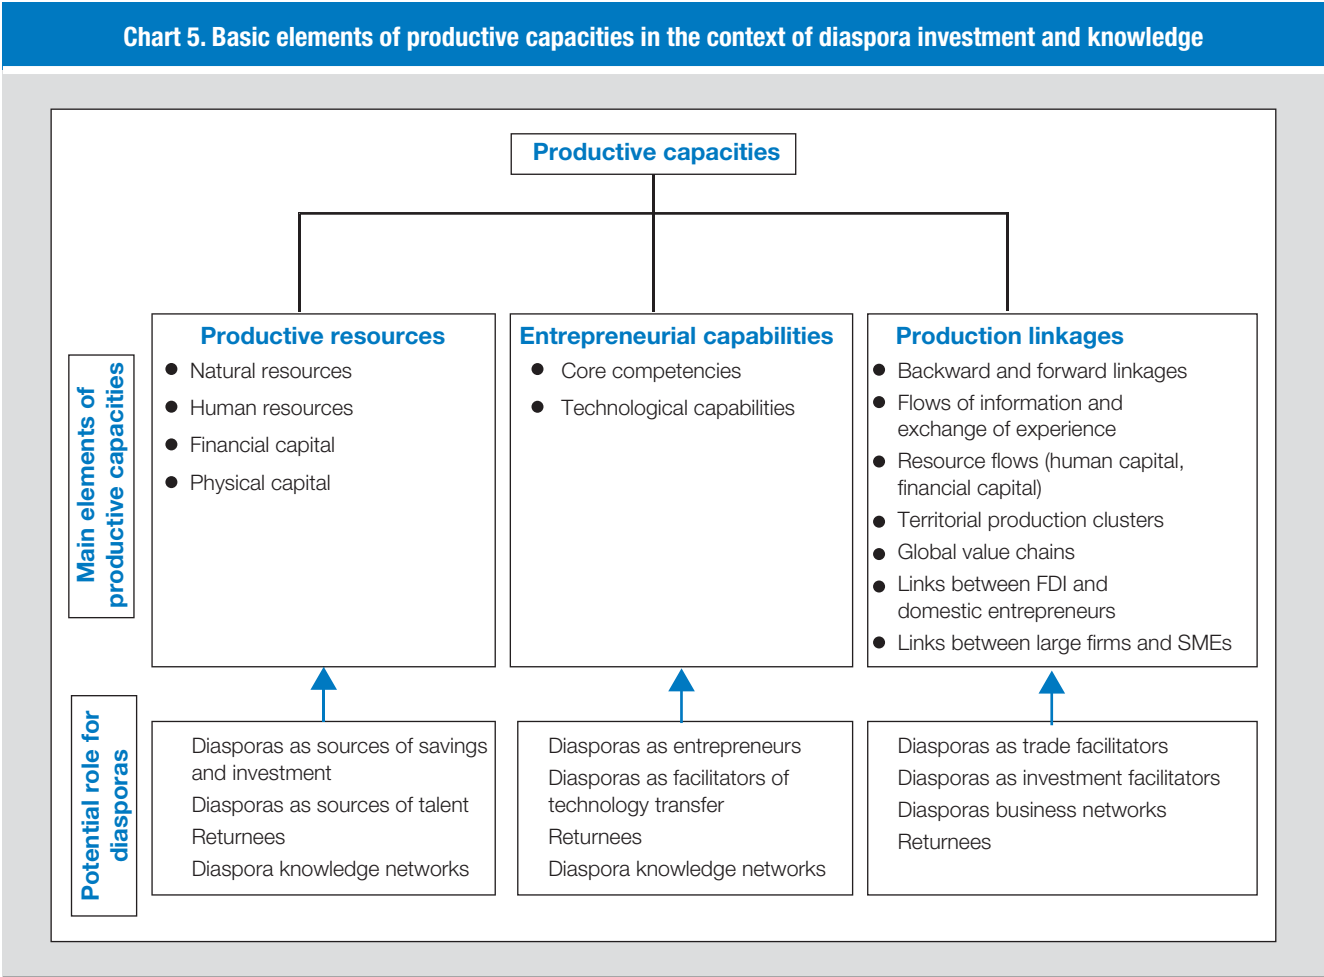 Chart 5. Basic elements of productive capacities in the context of diaspora investment and knowledge
Productive capacities
Main elements of
productive capacities
Productive resources
● Natural resources
● Human resources
● Financial capital
● Physical capital
Entrepreneurial capabilities
● Core competencies
● Technological capabilities
Production linkages
● Backward and forward linkages
● Flows of information and
exchange of experience
● Resource flows (human capital,
financial capital)
● Territorial production clusters
● Global value chains
● Links between FDI and
domestic entrepreneurs
● Links between large firms and SMEs
Potential role for
diasporas
Diasporas as sources of savings
and investment
Diasporas as sources of talent
Returnees
Diaspora knowledge networks
Diasporas as entrepreneurs
Diasporas as facilitators of
technology transfer
Returnees
Diaspora knowledge networks
Diasporas as trade facilitators
Diasporas as investment facilitators
Diasporas business networks
Returnees